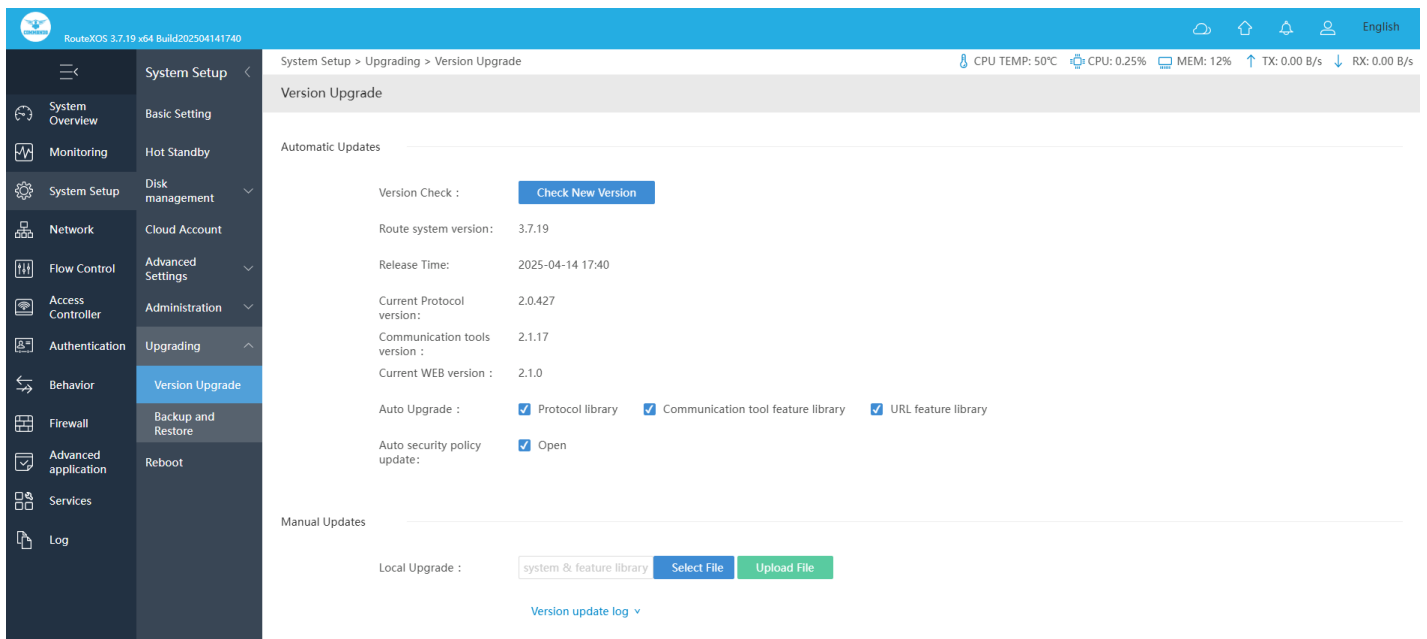 RouteXOS 3.7.19 x64 Build202504141740
English
System Setup
System Setup > Upgrading > Version Upgrade
CPU TEMP: 50℃ CPU: 0.25% MEM: 12% TX: 0.00 B/s RX: 0.00 B/s
Version Upgrade
System
Overview
Monitoring
System Setup
Network
Flow Control
Access
Controller
Authentication
Behavior
Firewall
Advanced
application
Services
Log
Basic Setting
Hot Standby
Disk
management
Cloud Account
Advanced
Settings
Administration
Upgrading
Version Upgrade
Backup and
Restore
Reboot
Automatic Updates
Version Check :
Check New Version
Route system version: 3.7.19
Release Time: 2025-04-14 17:40
Current Protocol
version:
2.0.427
Communication tools
version :
2.1.17
Current WEB version : 2.1.0
Auto Upgrade : Protocol library Communication tool feature library URL feature library
Auto security policy
update:
Open
Manual Updates
Local Upgrade : system & feature library Select File Upload File
Version update log